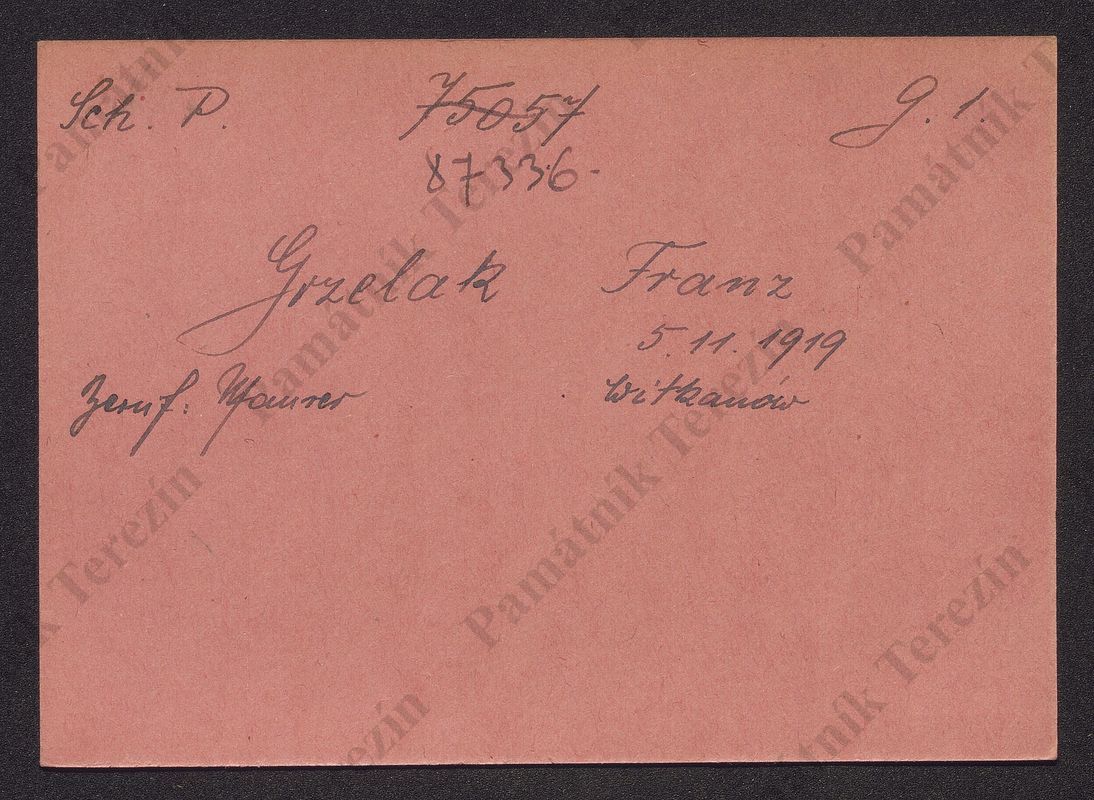 Sch. P. 75057 G. 1.
87336.
Grzelak Franz
5. 11. 1919
Beruf: Maurer Witkanów
Památník Terezín